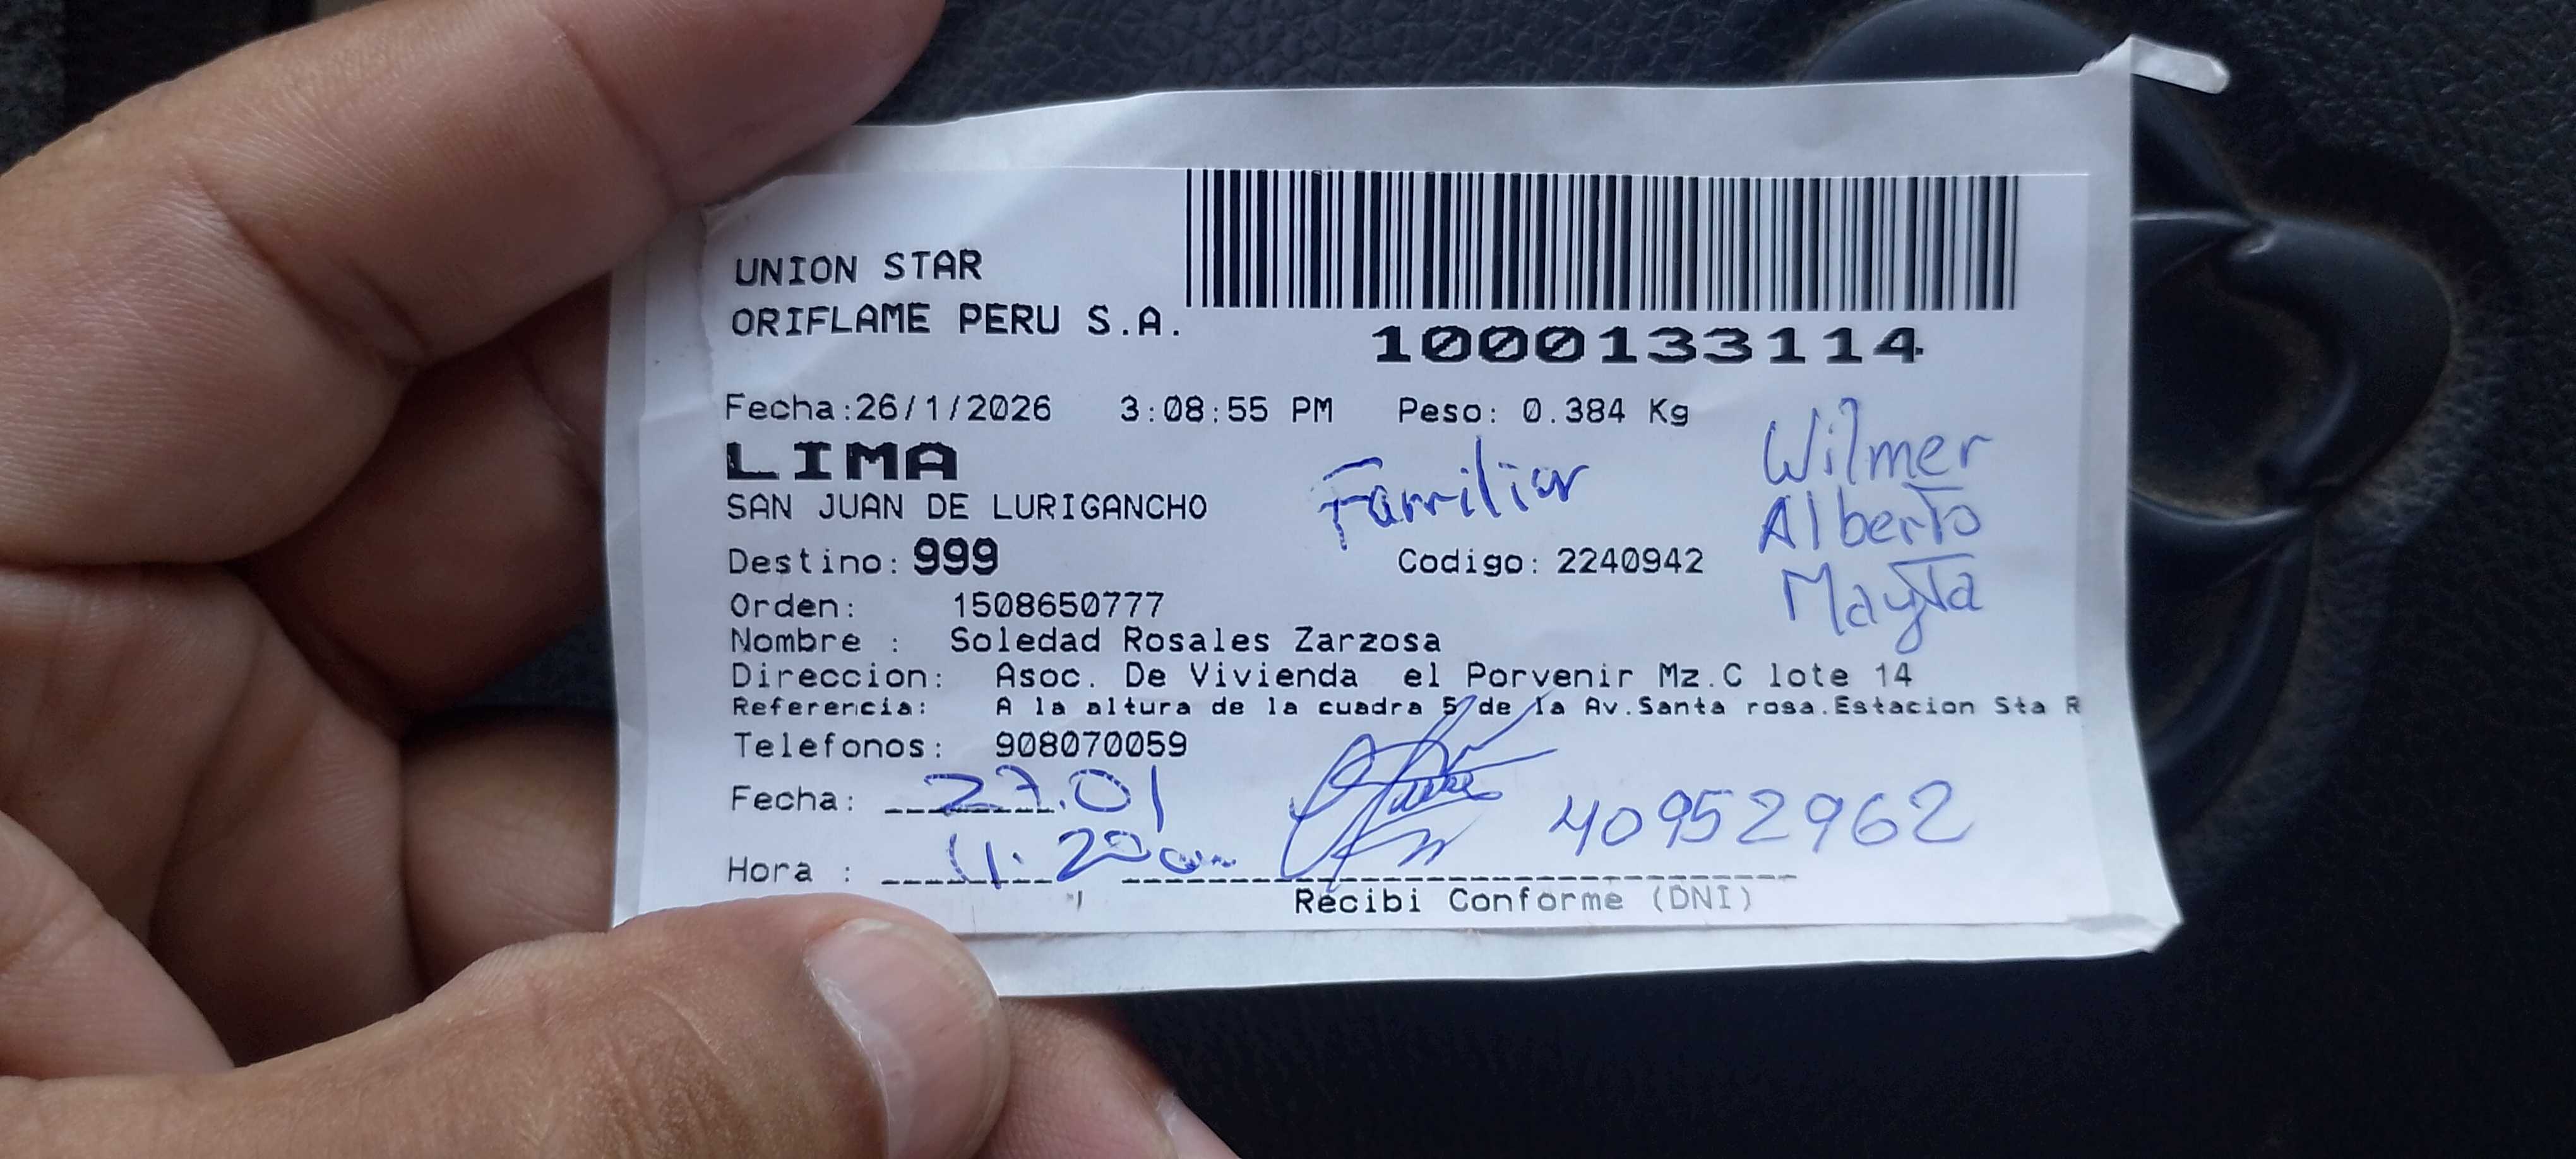 UNION STAR
ORIFLAME PERU S.A.
1000133114
Fecha:26/1/2026 3:08:55 PM Peso: 0.384 Kg
LIMA
SAN JUAN DE LURIGANCHO
Familiar
Wilmer
Alberto
Mayta
Destino: 999 Codigo: 2240942
Orden: 1508650777
Nombre : Soledad Rosales Zarzosa
Direccion: Asoc. De Vivienda el Porvenir Mz.C lote 14
Referencia: A la altura de la cuadra 5 de la Av.Santa rosa.Estacion Sta R
Telefonos: 908070059
Fecha: 27.01
40952962
Hora : 11:20am
Recibi Conforme (DNI)